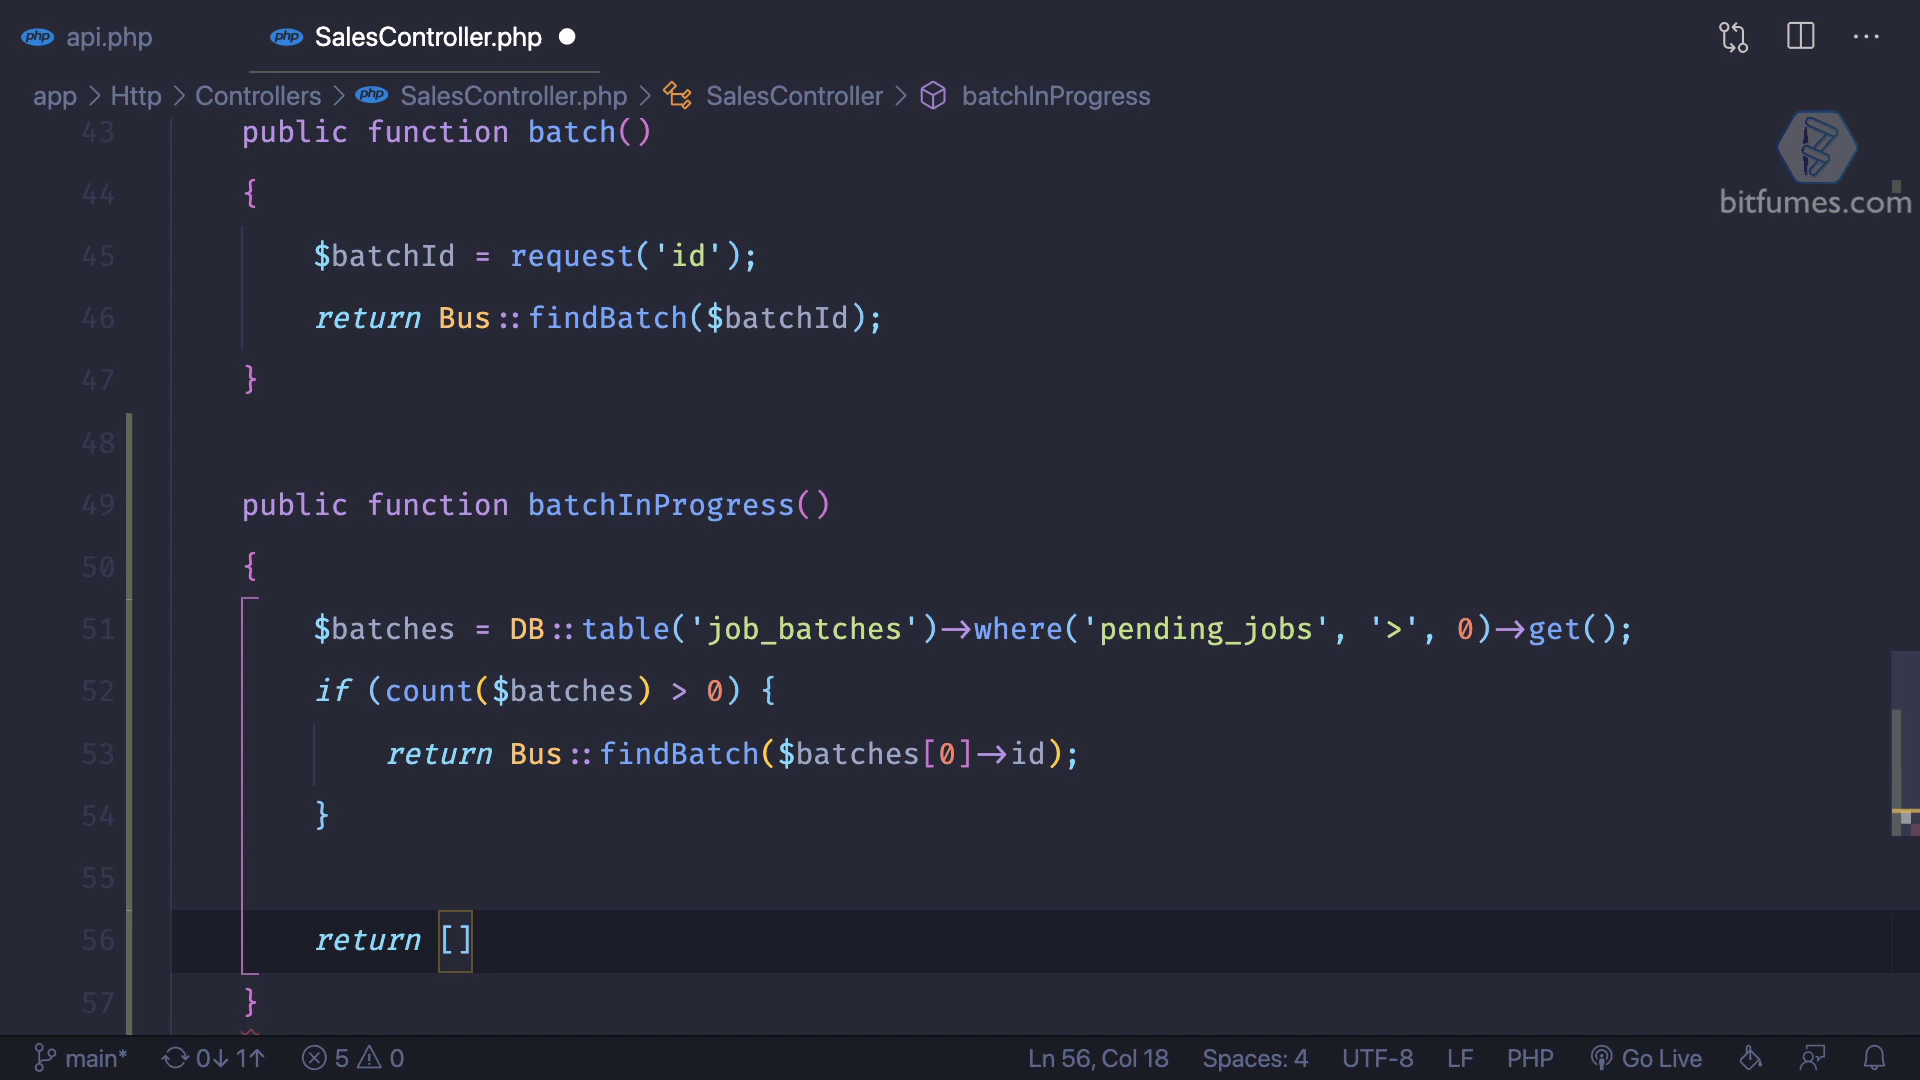 api.php
SalesController.php
app > Http > Controllers > SalesController.php > SalesController > batchInProgress
bitfumes.com
43 public function batch()
44 {
45 $batchId = request('id');
46 return Bus::findBatch($batchId);
47 }
48
49 public function batchInProgress()
50 {
51 $batches = DB::table('job_batches')->where('pending_jobs', '>', 0)->get();
52 if (count($batches) > 0) {
53 return Bus::findBatch($batches[0]->id);
54 }
55
56 return []
57 }
main* 0↓ 1↑ 5 0 Ln 56, Col 18 Spaces: 4 UTF-8 LF PHP Go Live